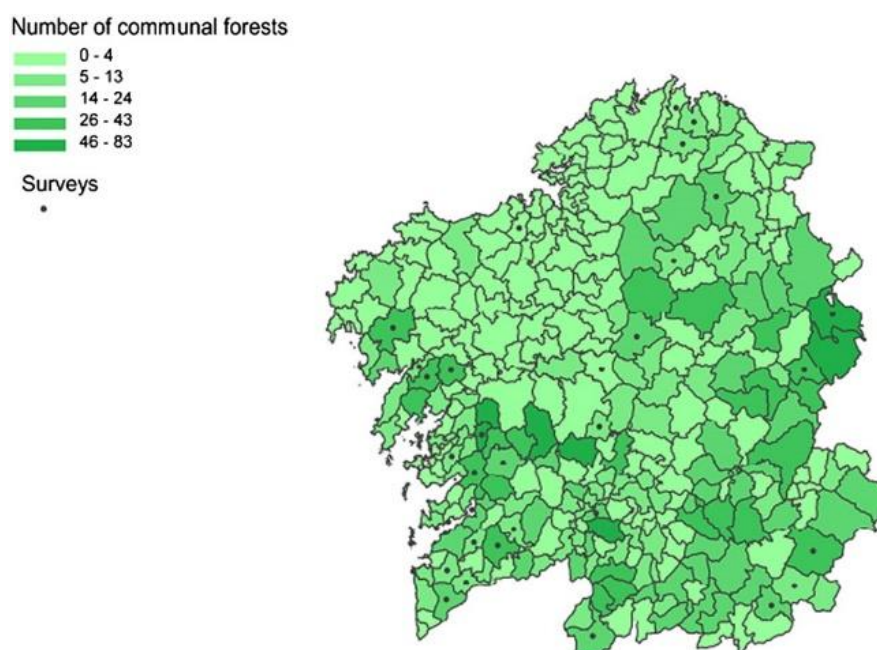 Number of communal forests
0 - 4
5 - 13
14 - 24
26 - 43
46 - 83
Surveys